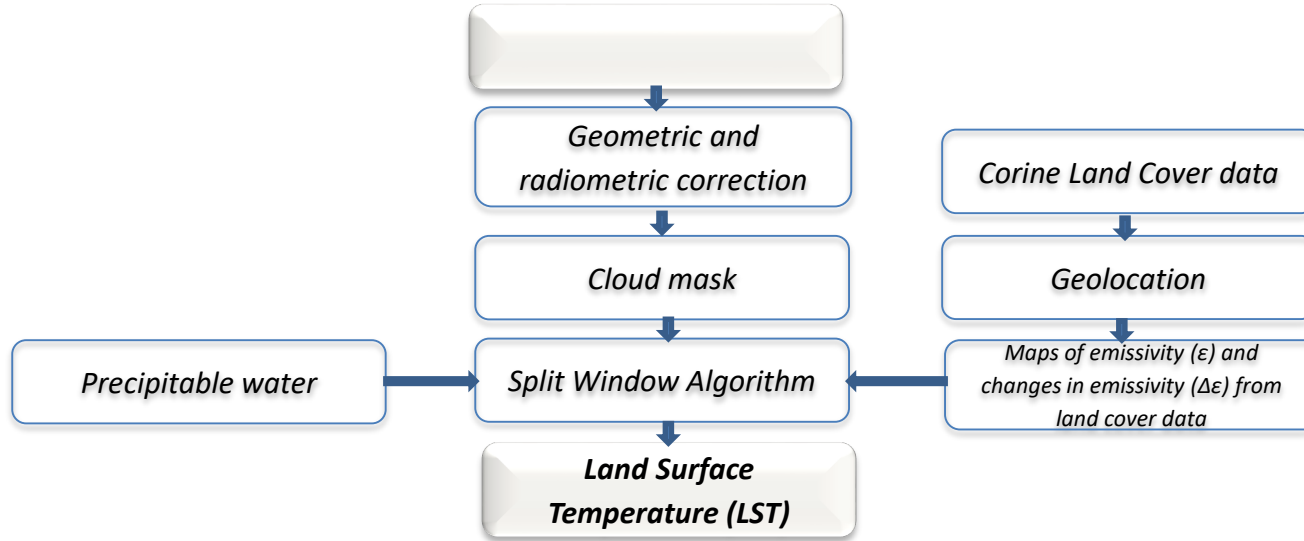 Geometric and
radiometric correction
Corine Land Cover data
Cloud mask
Geolocation
Precipitable water
Split Window Algorithm
Maps of emissivity (ε) and
changes in emissivity (Δε) from
land cover data
Land Surface
Temperature (LST)